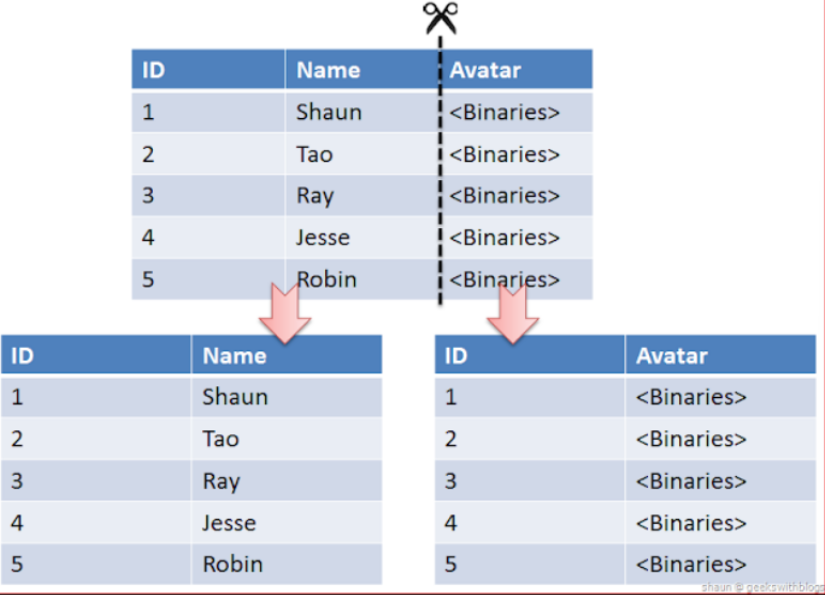 ID Name Avatar
1 Shaun <Binaries>
2 Tao <Binaries>
3 Ray <Binaries>
4 Jesse <Binaries>
5 Robin <Binaries>
ID Name
1 Shaun
2 Tao
3 Ray
4 Jesse
5 Robin
ID Avatar
1 <Binaries>
2 <Binaries>
3 <Binaries>
4 <Binaries>
5 <Binaries>
shaun © geekswithblogs